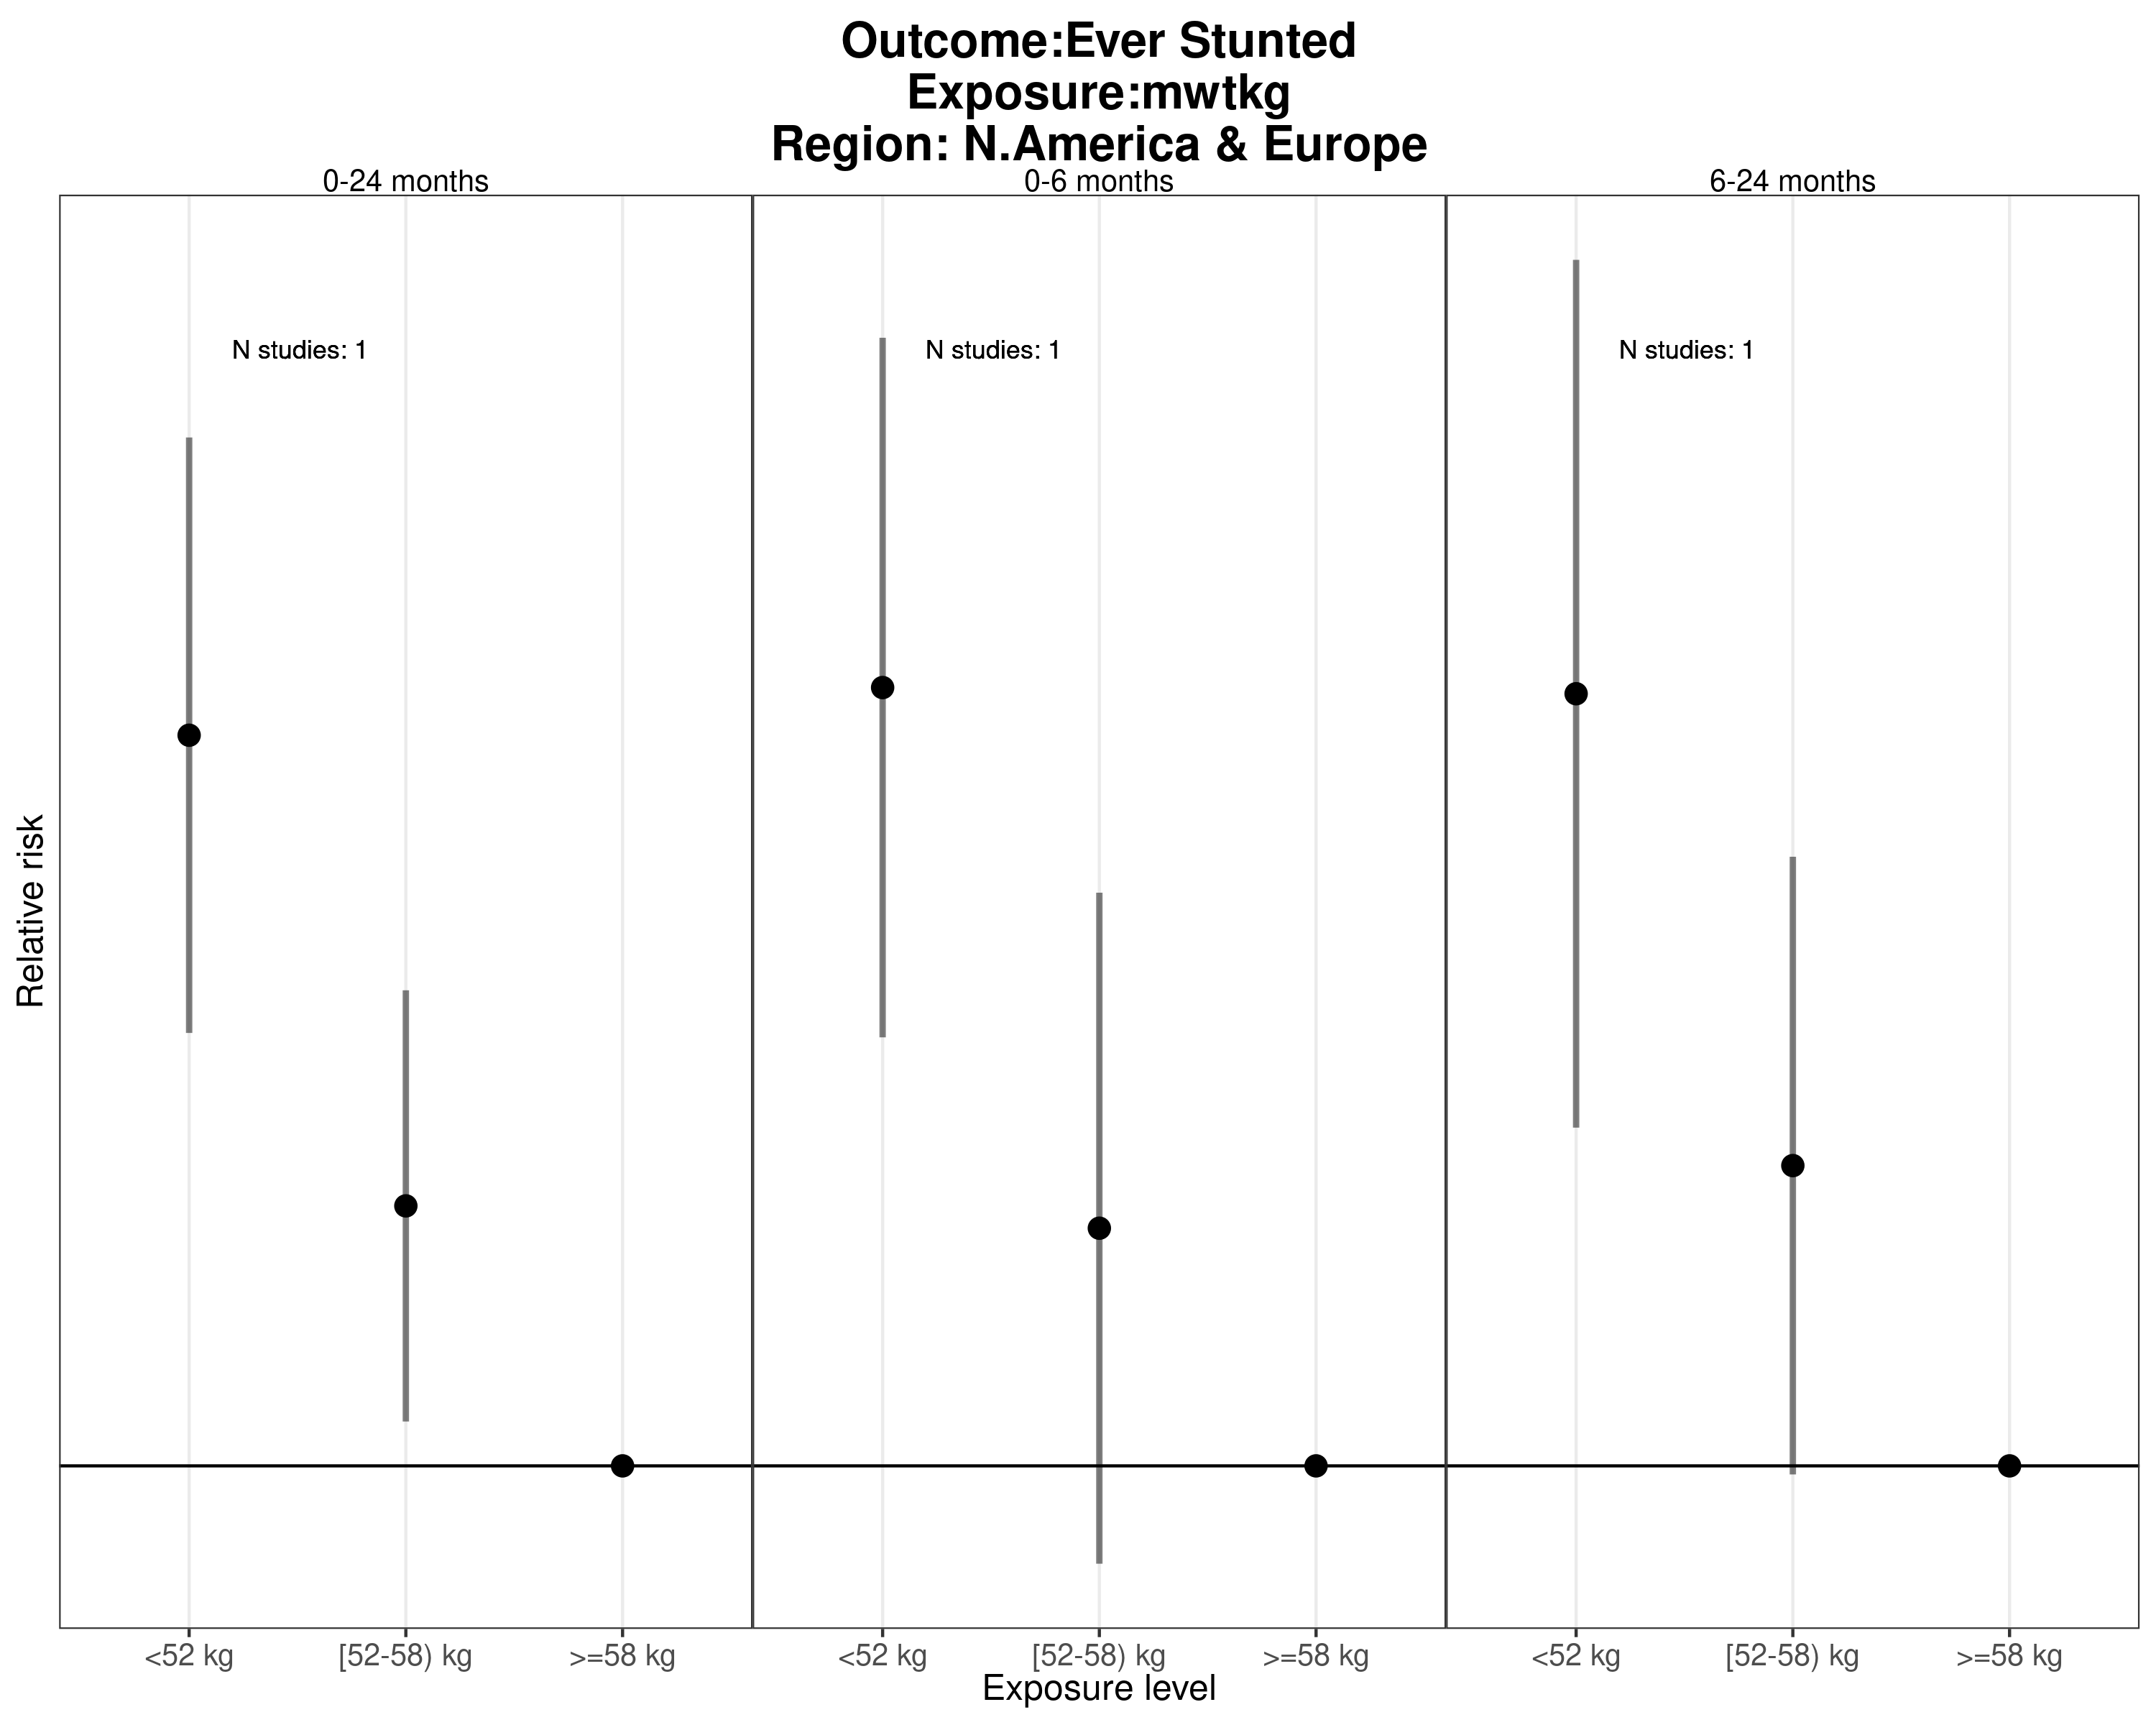 Outcome:Ever Stunted
Exposure:mwtkg
Region: N.America & Europe
0-24 months
0-6 months
6-24 months
N studies: 1
N studies: 1
N studies: 1
Relative risk
<52 kg
[52-58) kg
>=58 kg
<52 kg
[52-58) kg
>=58 kg
<52 kg
[52-58) kg
>=58 kg
Exposure level